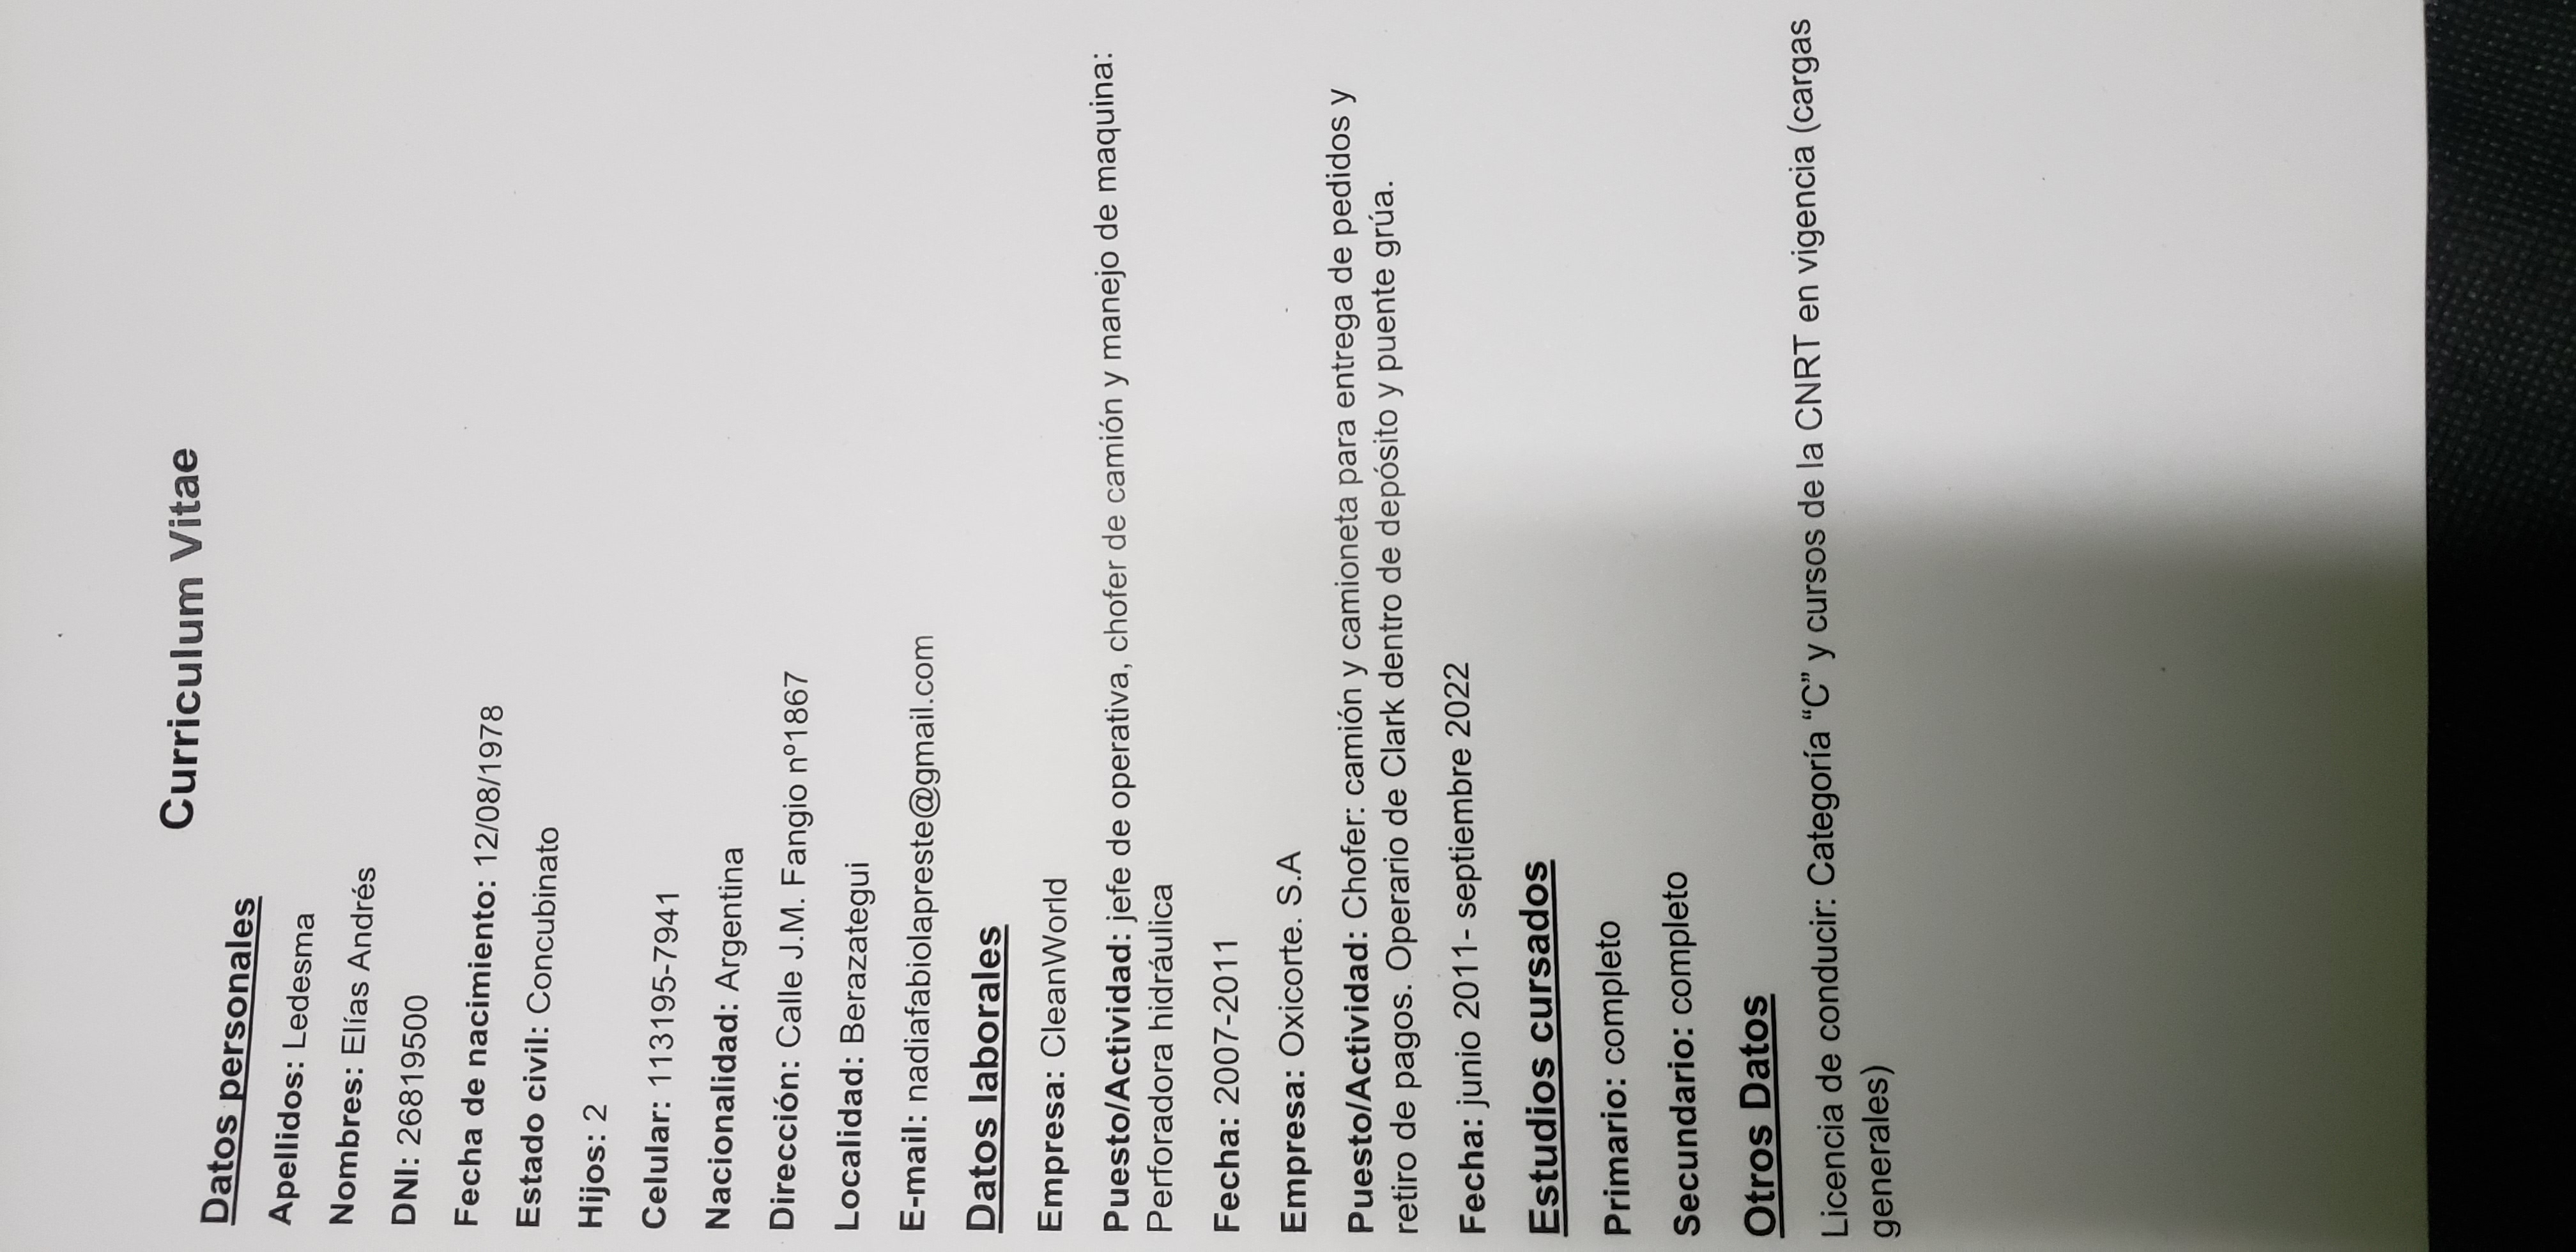 Curriculum Vitae
Datos personales
Apellidos: Ledesma
Nombres: Elías Andrés
DNI: 26819500
Fecha de nacimiento: 12/08/1978
Estado civil: Concubinato
Hijos: 2
Celular: 113195-7941
Nacionalidad: Argentina
Dirección: Calle J.M. Fangio nº1867
Localidad: Berazategui
E-mail: nadiafabiolapreste@gmail.com
Datos laborales
Empresa: CleanWorld
Puesto/Actividad: jefe de operativa, chofer de camión y manejo de maquina:
Perforadora hidráulica
Fecha: 2007-2011
Empresa: Oxicorte. S.A
Puesto/Actividad: Chofer: camión y camioneta para entrega de pedidos y
retiro de pagos. Operario de Clark dentro de depósito y puente grúa.
Fecha: junio 2011- septiembre 2022
Estudios cursados
Primario: completo
Secundario: completo
Otros Datos
Licencia de conducir: Categoría “C” y cursos de la CNRT en vigencia (cargas
generales)